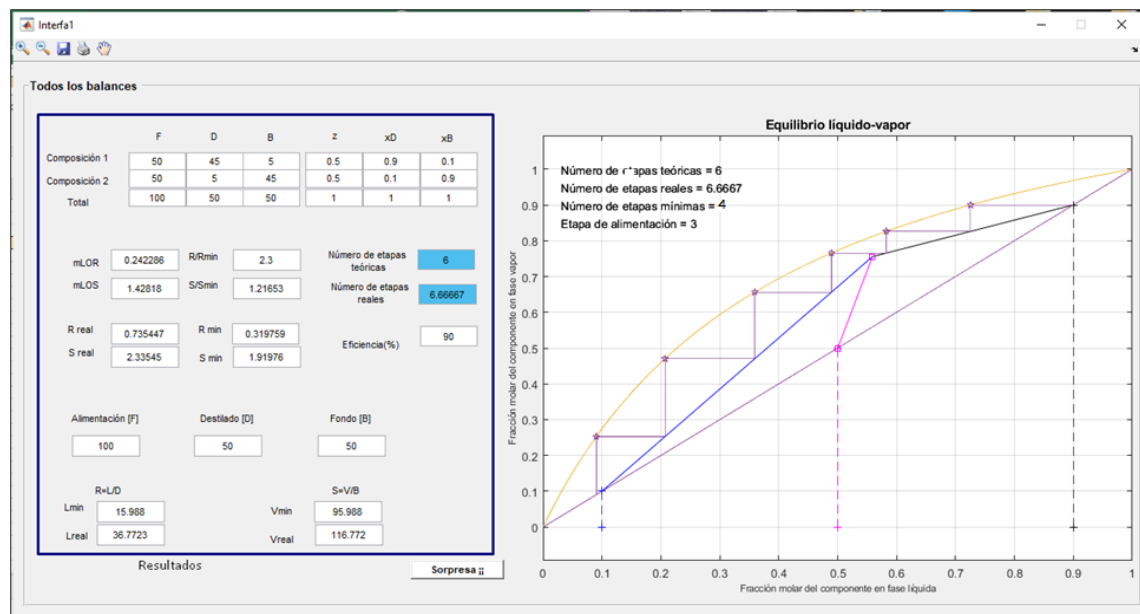 Interfa1
Todos los balances
F D B z xD xB
Composición 1 50 45 5 0.5 0.9 0.1
Composición 2 50 5 45 0.5 0.1 0.9
Total 100 50 50 1 1 1
mLOR 0.242286 R/Rmin 2.3 Número de etapas teóricas 6
mLOS 1.42818 S/Smin 1.21653 Número de etapas reales 6.66667
R real 0.735447 R min 0.319759 Eficiencia(%) 90
S real 2.33545 S min 1.91976
Alimentación [F] Destilado [D] Fondo [B]
100 50 50
R=L/D S=V/B
Lmin 15.988 Vmin 95.988
Lreal 36.7723 Vreal 116.772
Resultados
Sorpresa ¡¡
Equilibrio líquido-vapor
Número de etapas teóricas = 6
Número de etapas reales = 6.6667
Número de etapas mínimas = 4
Etapa de alimentación = 3
Fracción molar del componente en fase vapor
1
0.9
0.8
0.7
0.6
0.5
0.4
0.3
0.2
0.1
0
0 0.1 0.2 0.3 0.4 0.5 0.6 0.7 0.8 0.9 1
Fracción molar del componente en fase líquida